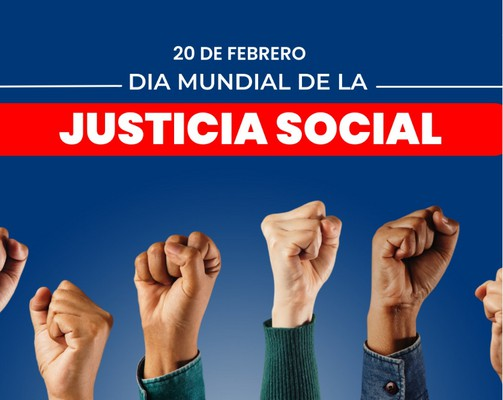 20 DE FEBRERO
DIA MUNDIAL DE LA
JUSTICIA SOCIAL